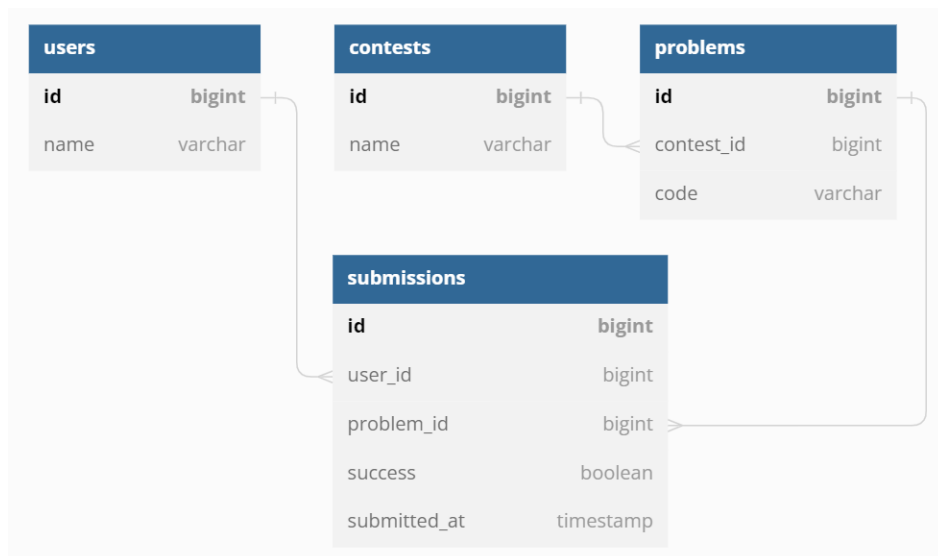 users
id bigint
name varchar
contests
id bigint
name varchar
problems
id bigint
contest_id bigint
code varchar
submissions
id bigint
user_id bigint
problem_id bigint
success boolean
submitted_at timestamp